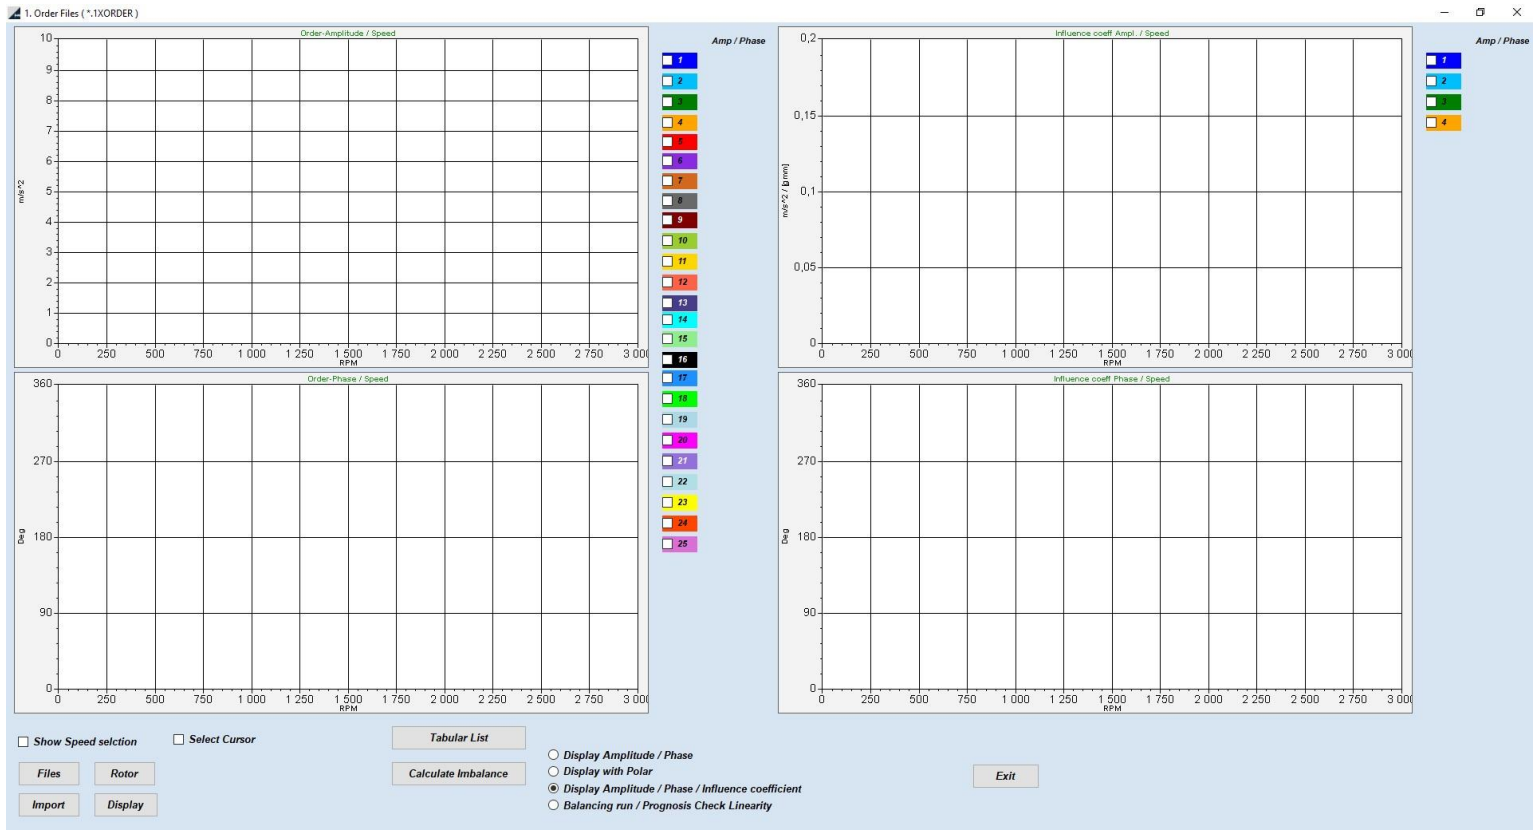 1. Order Files ( *.1XORDER )
Order-Amplitude / Speed
10
9
8
7
6
5
4
3
2
1
0
m/s^2
0 250 500 750 1 000 1 250 1 500 1 750 2 000 2 250 2 500 2 750 3 00
RPM
Order-Phase / Speed
360
270
180
90
0
Deg
0 250 500 750 1 000 1 250 1 500 1 750 2 000 2 250 2 500 2 750 3 00
RPM
Amp / Phase
1
2
3
4
5
6
7
8
9
10
11
12
13
14
15
16
17
18
19
20
21
22
23
24
25
Influence coeff Ampl. / Speed
0,2
0,15
0,1
0,05
0
m/s^2 / [gmm]
0 250 500 750 1 000 1 250 1 500 1 750 2 000 2 250 2 500 2 750 3 00
RPM
Influence coeff Phase / Speed
360
270
180
90
0
Deg
0 250 500 750 1 000 1 250 1 500 1 750 2 000 2 250 2 500 2 750 3 00
RPM
Amp / Phase
1
2
3
4
Show Speed selction
Select Cursor
Files
Rotor
Import
Display
Tabular List
Calculate Imbalance
Display Amplitude / Phase
Display with Polar
Display Amplitude / Phase / Influence coefficient
Balancing run / Prognosis Check Linearity
Exit